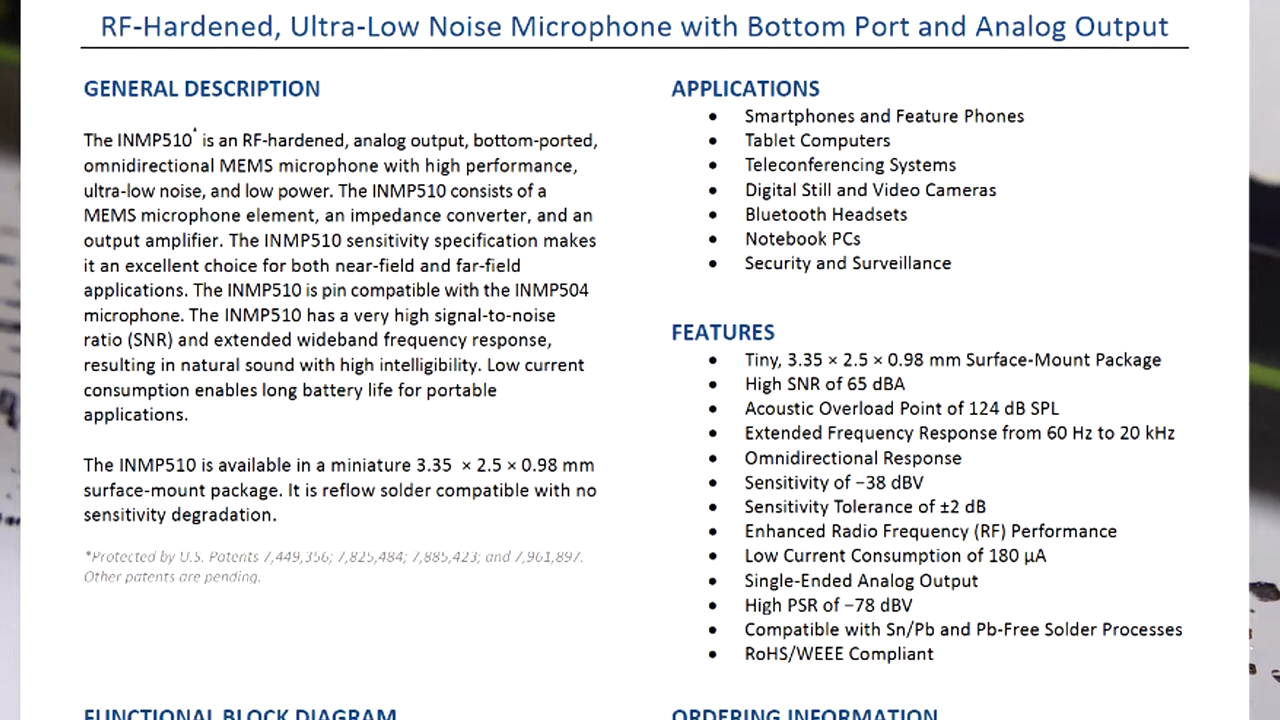 RF-Hardened, Ultra-Low Noise Microphone with Bottom Port and Analog Output
GENERAL DESCRIPTION
The INMP510* is an RF-hardened, analog output, bottom-ported,
omnidirectional MEMS microphone with high performance,
ultra-low noise, and low power. The INMP510 consists of a
MEMS microphone element, an impedance converter, and an
output amplifier. The INMP510 sensitivity specification makes
it an excellent choice for both near-field and far-field
applications. The INMP510 is pin compatible with the INMP504
microphone. The INMP510 has a very high signal-to-noise
ratio (SNR) and extended wideband frequency response,
resulting in natural sound with high intelligibility. Low current
consumption enables long battery life for portable
applications.
The INMP510 is available in a miniature 3.35 × 2.5 × 0.98 mm
surface-mount package. It is reflow solder compatible with no
sensitivity degradation.
*Protected by U.S. Patents 7,449,356; 7,825,484; 7,885,423; and 7,961,897.
Other patents are pending.
FUNCTIONAL BLOCK DIAGRAM
APPLICATIONS
• Smartphones and Feature Phones
• Tablet Computers
• Teleconferencing Systems
• Digital Still and Video Cameras
• Bluetooth Headsets
• Notebook PCs
• Security and Surveillance
FEATURES
• Tiny, 3.35 × 2.5 × 0.98 mm Surface-Mount Package
• High SNR of 65 dBA
• Acoustic Overload Point of 124 dB SPL
• Extended Frequency Response from 60 Hz to 20 kHz
• Omnidirectional Response
• Sensitivity of −38 dBV
• Sensitivity Tolerance of ±2 dB
• Enhanced Radio Frequency (RF) Performance
• Low Current Consumption of 180 µA
• Single-Ended Analog Output
• High PSR of −78 dBV
• Compatible with Sn/Pb and Pb-Free Solder Processes
• RoHS/WEEE Compliant
ORDERING INFORMATION